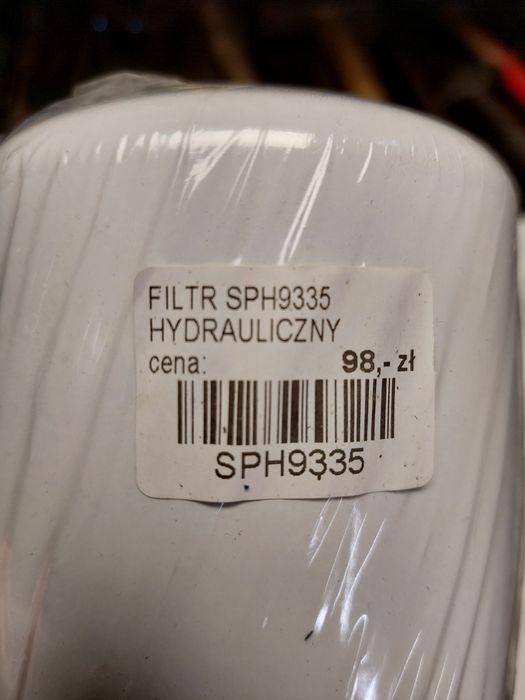 FILTR SPH9335
HYDRAULICZNY
cena: 98,- zł
SPH9335